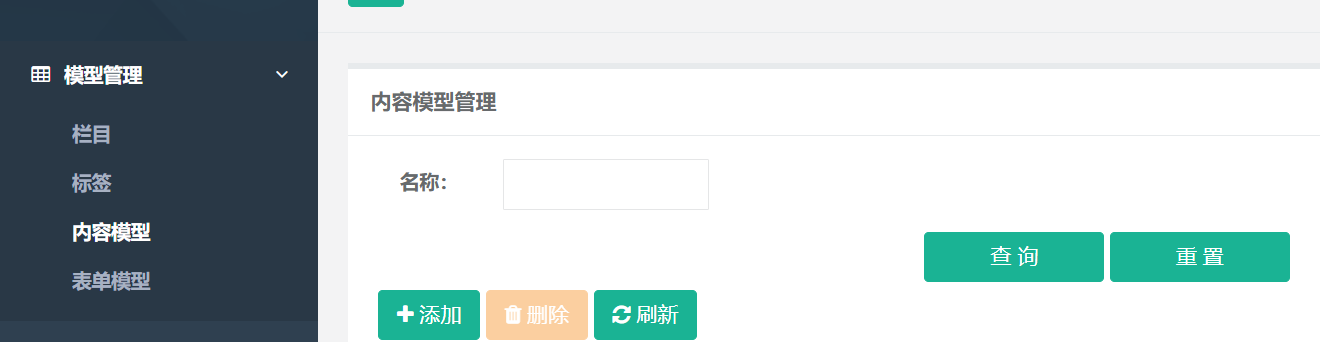 模型管理
栏目
标签
内容模型
表单模型
内容模型管理
名称：
查 询 重 置
添加 删除 刷新